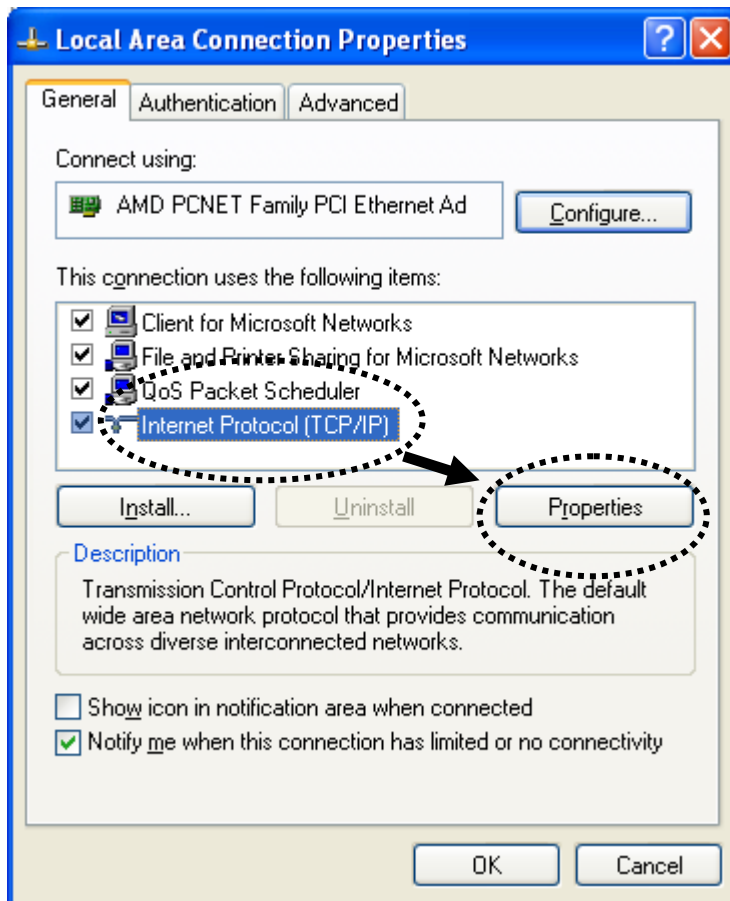 Local Area Connection Properties
General Authentication Advanced
Connect using:
AMD PCNET Family PCI Ethernet Ad Configure...
This connection uses the following items:
Client for Microsoft Networks
File and Printer Sharing for Microsoft Networks
QoS Packet Scheduler
Internet Protocol (TCP/IP)
Install... Uninstall Properties
Description
Transmission Control Protocol/Internet Protocol. The default
wide area network protocol that provides communication
across diverse interconnected networks.
Show icon in notification area when connected
Notify me when this connection has limited or no connectivity
OK Cancel